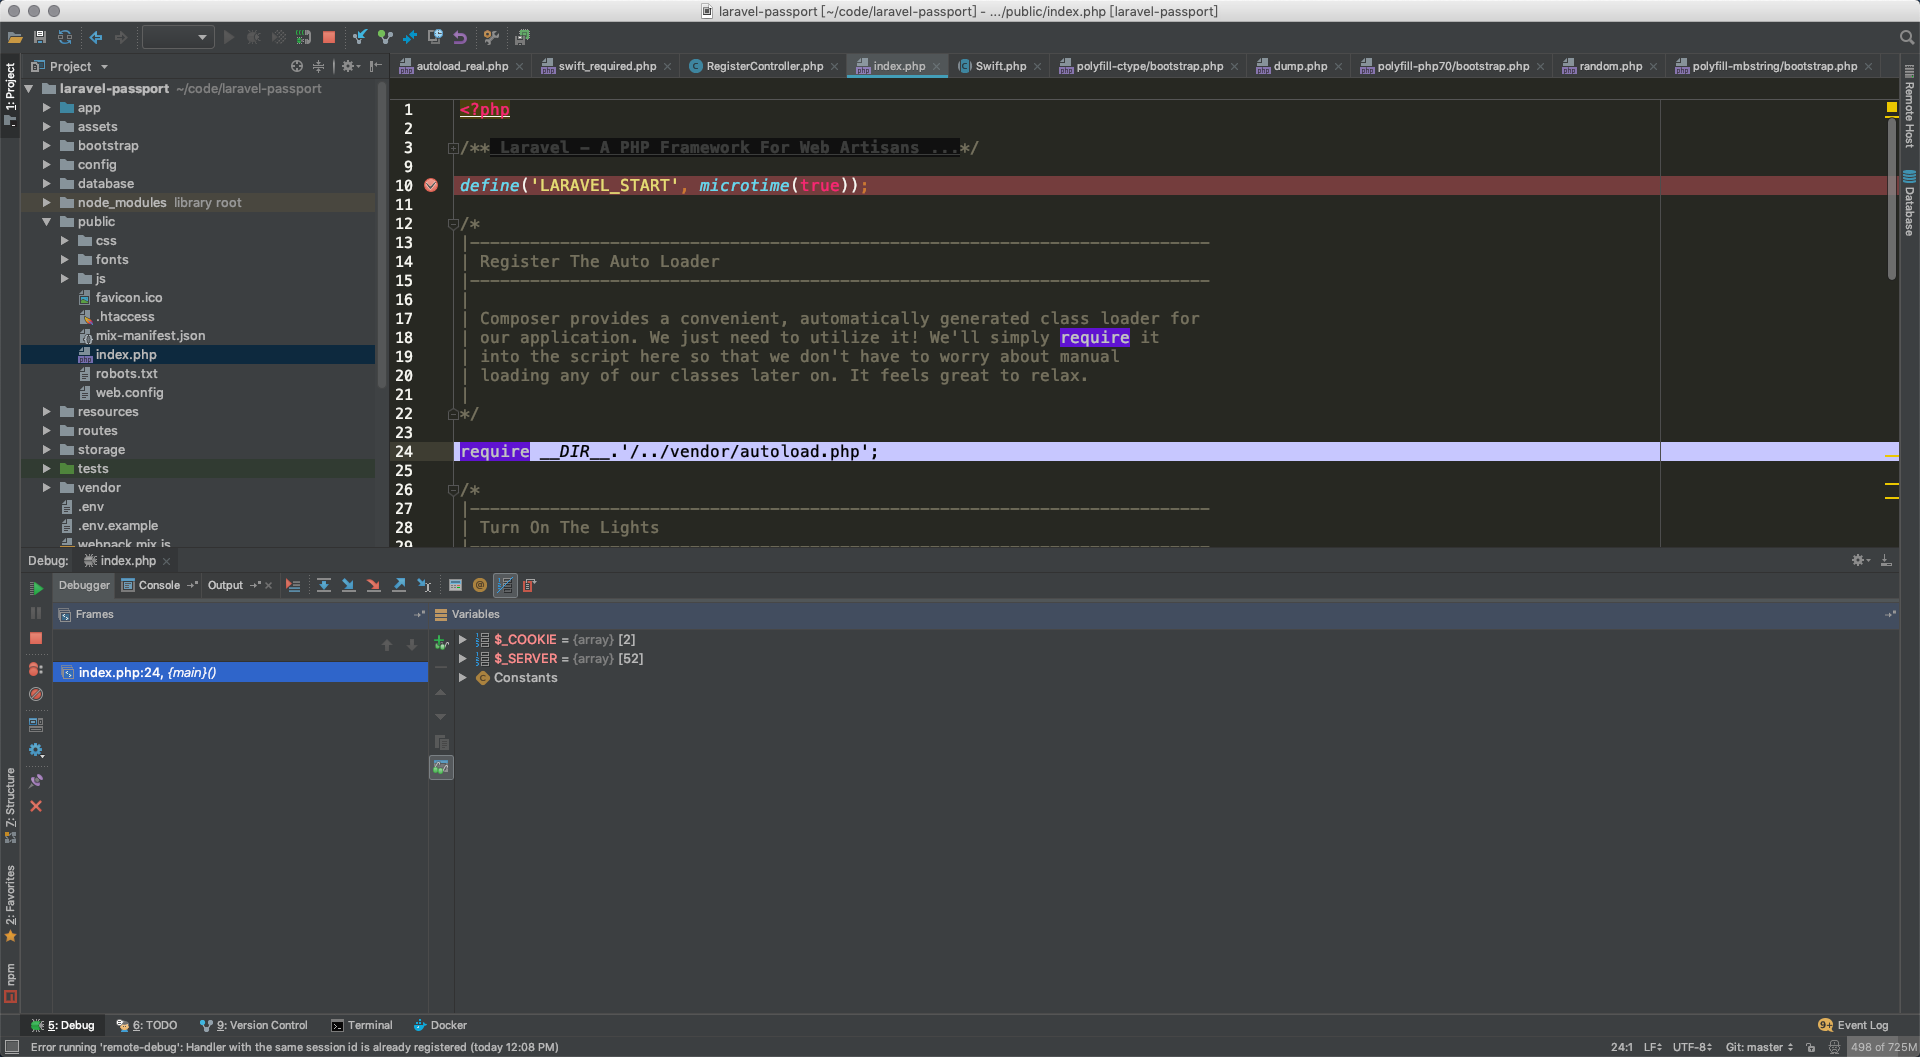 laravel-passport [~/code/laravel-passport] - .../public/index.php [laravel-passport]
1: Project
Project
autoload_real.php
swift_required.php
RegisterController.php
index.php
Swift.php
polyfill-ctype/bootstrap.php
dump.php
polyfill-php70/bootstrap.php
random.php
polyfill-mbstring/bootstrap.php
laravel-passport ~/code/laravel-passport
app
assets
bootstrap
config
database
node_modules library root
public
css
fonts
js
favicon.ico
.htaccess
mix-manifest.json
index.php
robots.txt
web.config
resources
routes
storage
tests
vendor
.env
.env.example
webpack.mix.js
1 <?php
2
3 /** Laravel - A PHP Framework For Web Artisans ...*/
9
10 define('LARAVEL_START', microtime(true));
11
12 /*
13 |--------------------------------------------------------------------------
14 | Register The Auto Loader
15 |--------------------------------------------------------------------------
16 |
17 | Composer provides a convenient, automatically generated class loader for
18 | our application. We just need to utilize it! We'll simply require it
19 | into the script here so that we don't have to worry about manual
20 | loading any of our classes later on. It feels great to relax.
21 |
22 */
23
24 require __DIR__.'/../vendor/autoload.php';
25
26 /*
27 |--------------------------------------------------------------------------
28 | Turn On The Lights
29 |--------------------------------------------------------------------------
Remote Host
Database
Debug: index.php
Debugger Console Output
Frames
Variables
index.php:24, {main}()
$_COOKIE = {array} [2]
$_SERVER = {array} [52]
Constants
Z: Structure
2: Favorites
npm
5: Debug 6: TODO 9: Version Control Terminal Docker 9+ Event Log
Error running 'remote-debug': Handler with the same session id is already registered (today 12:08 PM) 24:1 LF UTF-8 Git: master 498 of 725M